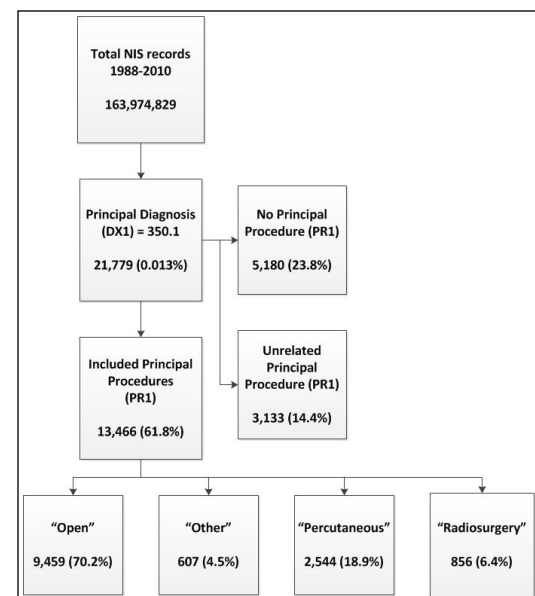 Total NIS records
1988-2010
163,974,829
Principal Diagnosis
(DX1) = 350.1
21,779 (0.013%)
No Principal
Procedure (PR1)
5,180 (23.8%)
Included Principal
Procedures
(PR1)
13,466 (61.8%)
Unrelated
Principal
Procedure (PR1)
3,133 (14.4%)
“Open”
9,459 (70.2%)
“Other”
607 (4.5%)
“Percutaneous”
2,544 (18.9%)
“Radiosurgery”
856 (6.4%)